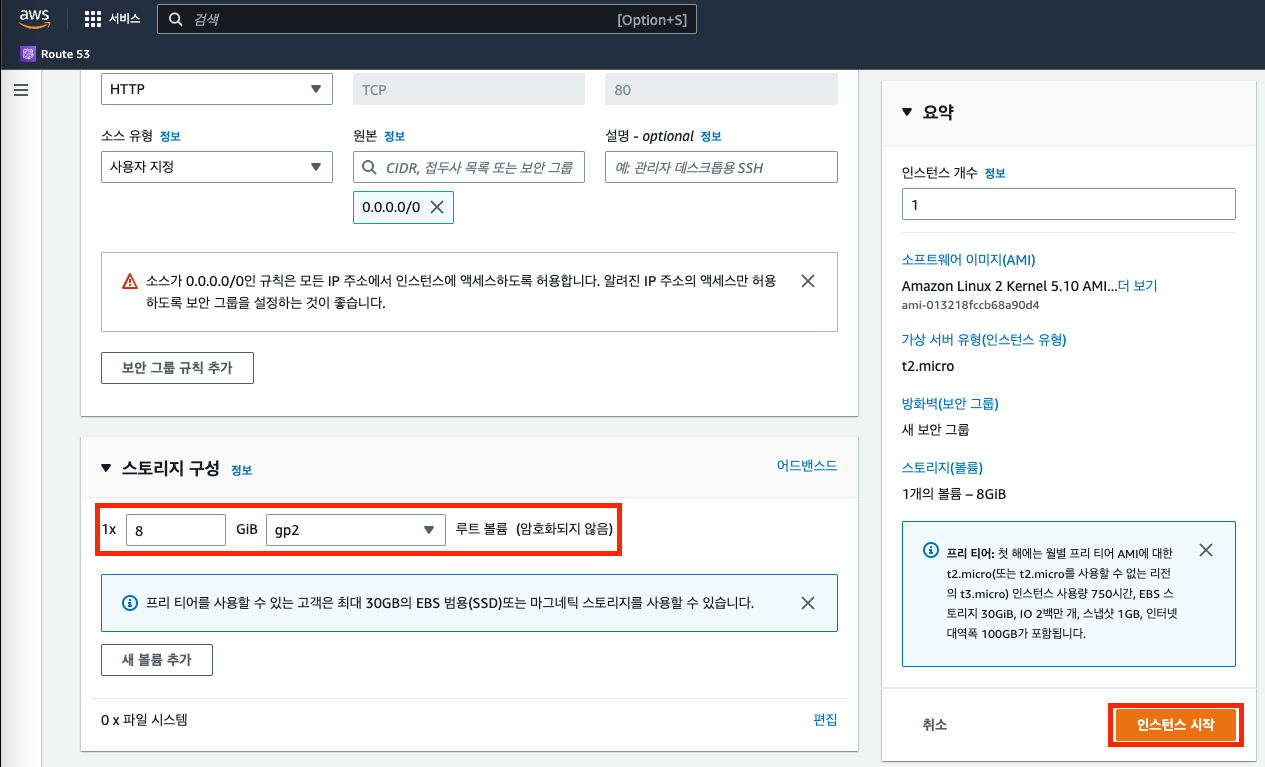 aws
서비스
검색
[Option+S]
Route 53
HTTP
TCP
80
소스 유형 정보
원본 정보
설명 - optional 정보
사용자 지정
CIDR, 접두사 목록 또는 보안 그룹
예: 관리자 데스크톱용 SSH
0.0.0.0/0
소스가 0.0.0.0/0인 규칙은 모든 IP 주소에서 인스턴스에 액세스하도록 허용합니다. 알려진 IP 주소의 액세스만 허용
하도록 보안 그룹을 설정하는 것이 좋습니다.
보안 그룹 규칙 추가
스토리지 구성 정보
어드밴스드
1x
8
GiB
gp2
루트 볼륨 (암호화되지 않음)
프리 티어를 사용할 수 있는 고객은 최대 30GB의 EBS 범용(SSD)또는 마그네틱 스토리지를 사용할 수 있습니다.
새 볼륨 추가
0 x 파일 시스템
편집
요약
인스턴스 개수 정보
1
소프트웨어 이미지(AMI)
Amazon Linux 2 Kernel 5.10 AMI...더 보기
ami-013218fccb68a90d4
가상 서버 유형(인스턴스 유형)
t2.micro
방화벽(보안 그룹)
새 보안 그룹
스토리지(볼륨)
1개의 볼륨 – 8GiB
프리 티어: 첫 해에는 월별 프리 티어 AMI에 대한
t2.micro(또는 t2.micro를 사용할 수 없는 리전
의 t3.micro) 인스턴스 사용량 750시간, EBS 스
토리지 30GiB, IO 2백만 개, 스냅샷 1GB, 인터넷
대역폭 100GB가 포함됩니다.
취소
인스턴스 시작